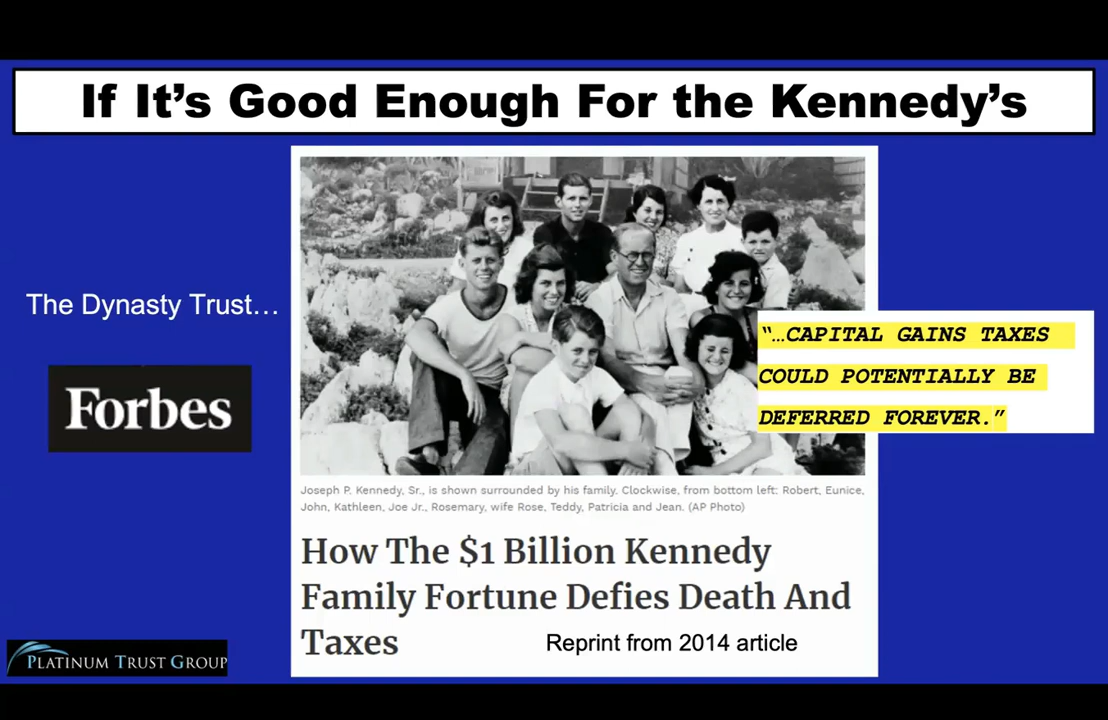 If It’s Good Enough For the Kennedy’s
The Dynasty Trust…
Forbes
“…CAPITAL GAINS TAXES
COULD POTENTIALLY BE
DEFERRED FOREVER.”
Joseph P. Kennedy, Sr., is shown surrounded by his family. Clockwise, from bottom left: Robert, Eunice,
John, Kathleen, Joe Jr., Rosemary, wife Rose, Teddy, Patricia and Jean. (AP Photo)
How The $1 Billion Kennedy
Family Fortune Defies Death And
Taxes
Reprint from 2014 article
PLATINUM TRUST GROUP